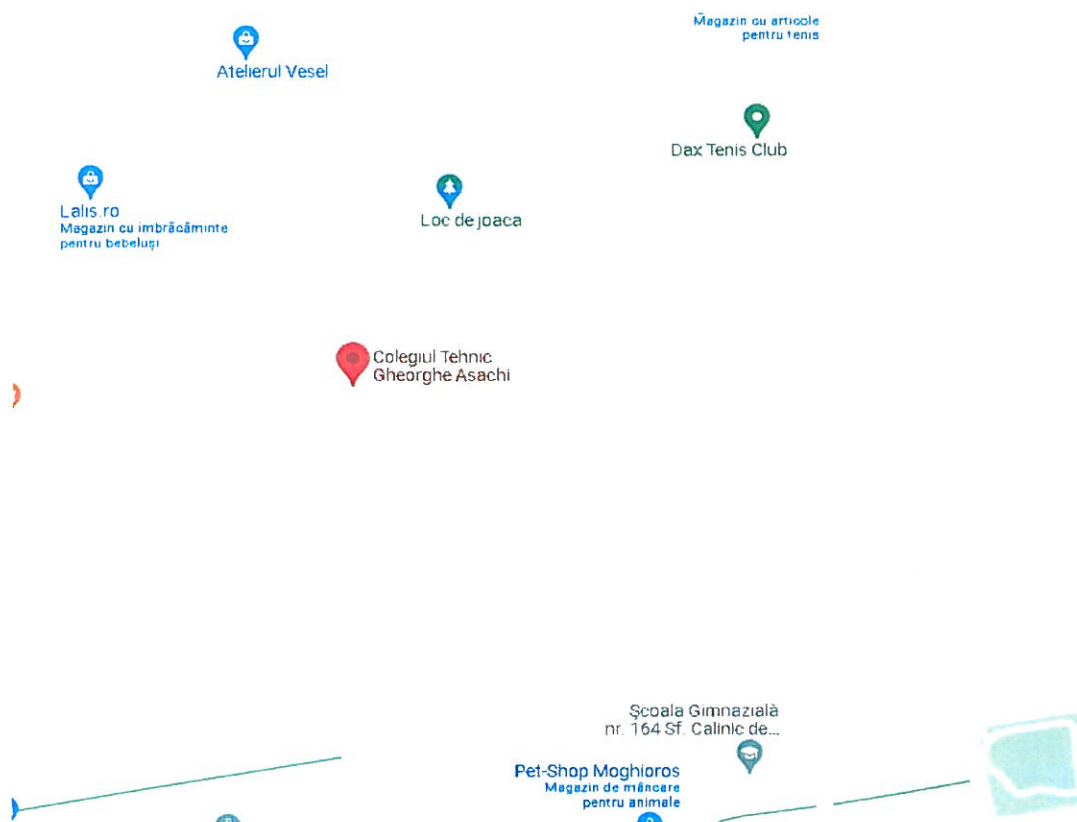 Magazin cu articole
pentru tenis
Atelierul Vesel
Dax Tenis Club
Lalis.ro
Magazin cu îmbrăcăminte
pentru bebeluși
Loc de joaca
Colegiul Tehnic
Gheorghe Asachi
Școala Gimnazială
nr. 164 Sf. Calinic de...
Pet-Shop Moghioros
Magazin de mâncare
pentru animale